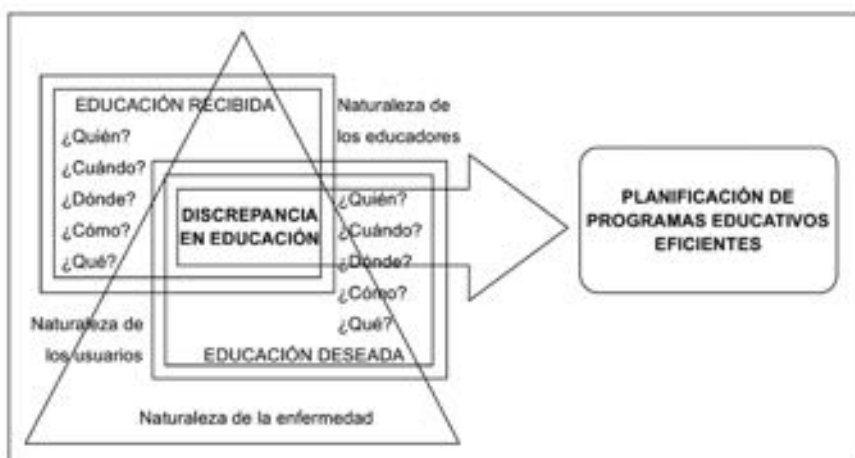 EDUCACIÓN RECIBIDA
¿Quién?
¿Cuándo?
¿Dónde?
¿Cómo?
¿Qué?
Naturaleza de
los educadores
DISCREPANCIA
EN EDUCACIÓN
¿Quién?
¿Cuándo?
¿Dónde?
¿Cómo?
¿Qué?
EDUCACIÓN DESEADA
Naturaleza de
los usuarios
Naturaleza de la enfermedad
PLANIFICACIÓN DE
PROGRAMAS EDUCATIVOS
EFICIENTES